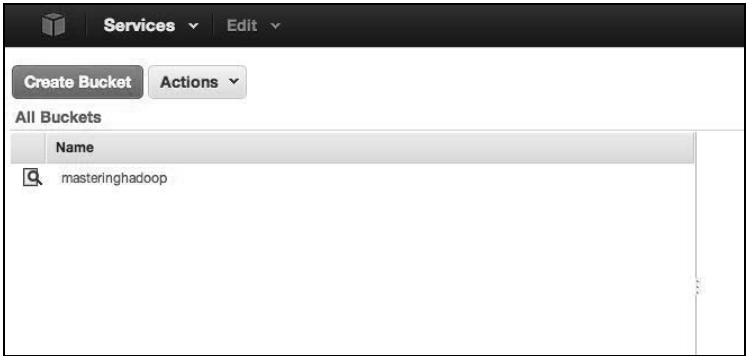 Services Edit
Create Bucket Actions
All Buckets
Name
masteringhadoop